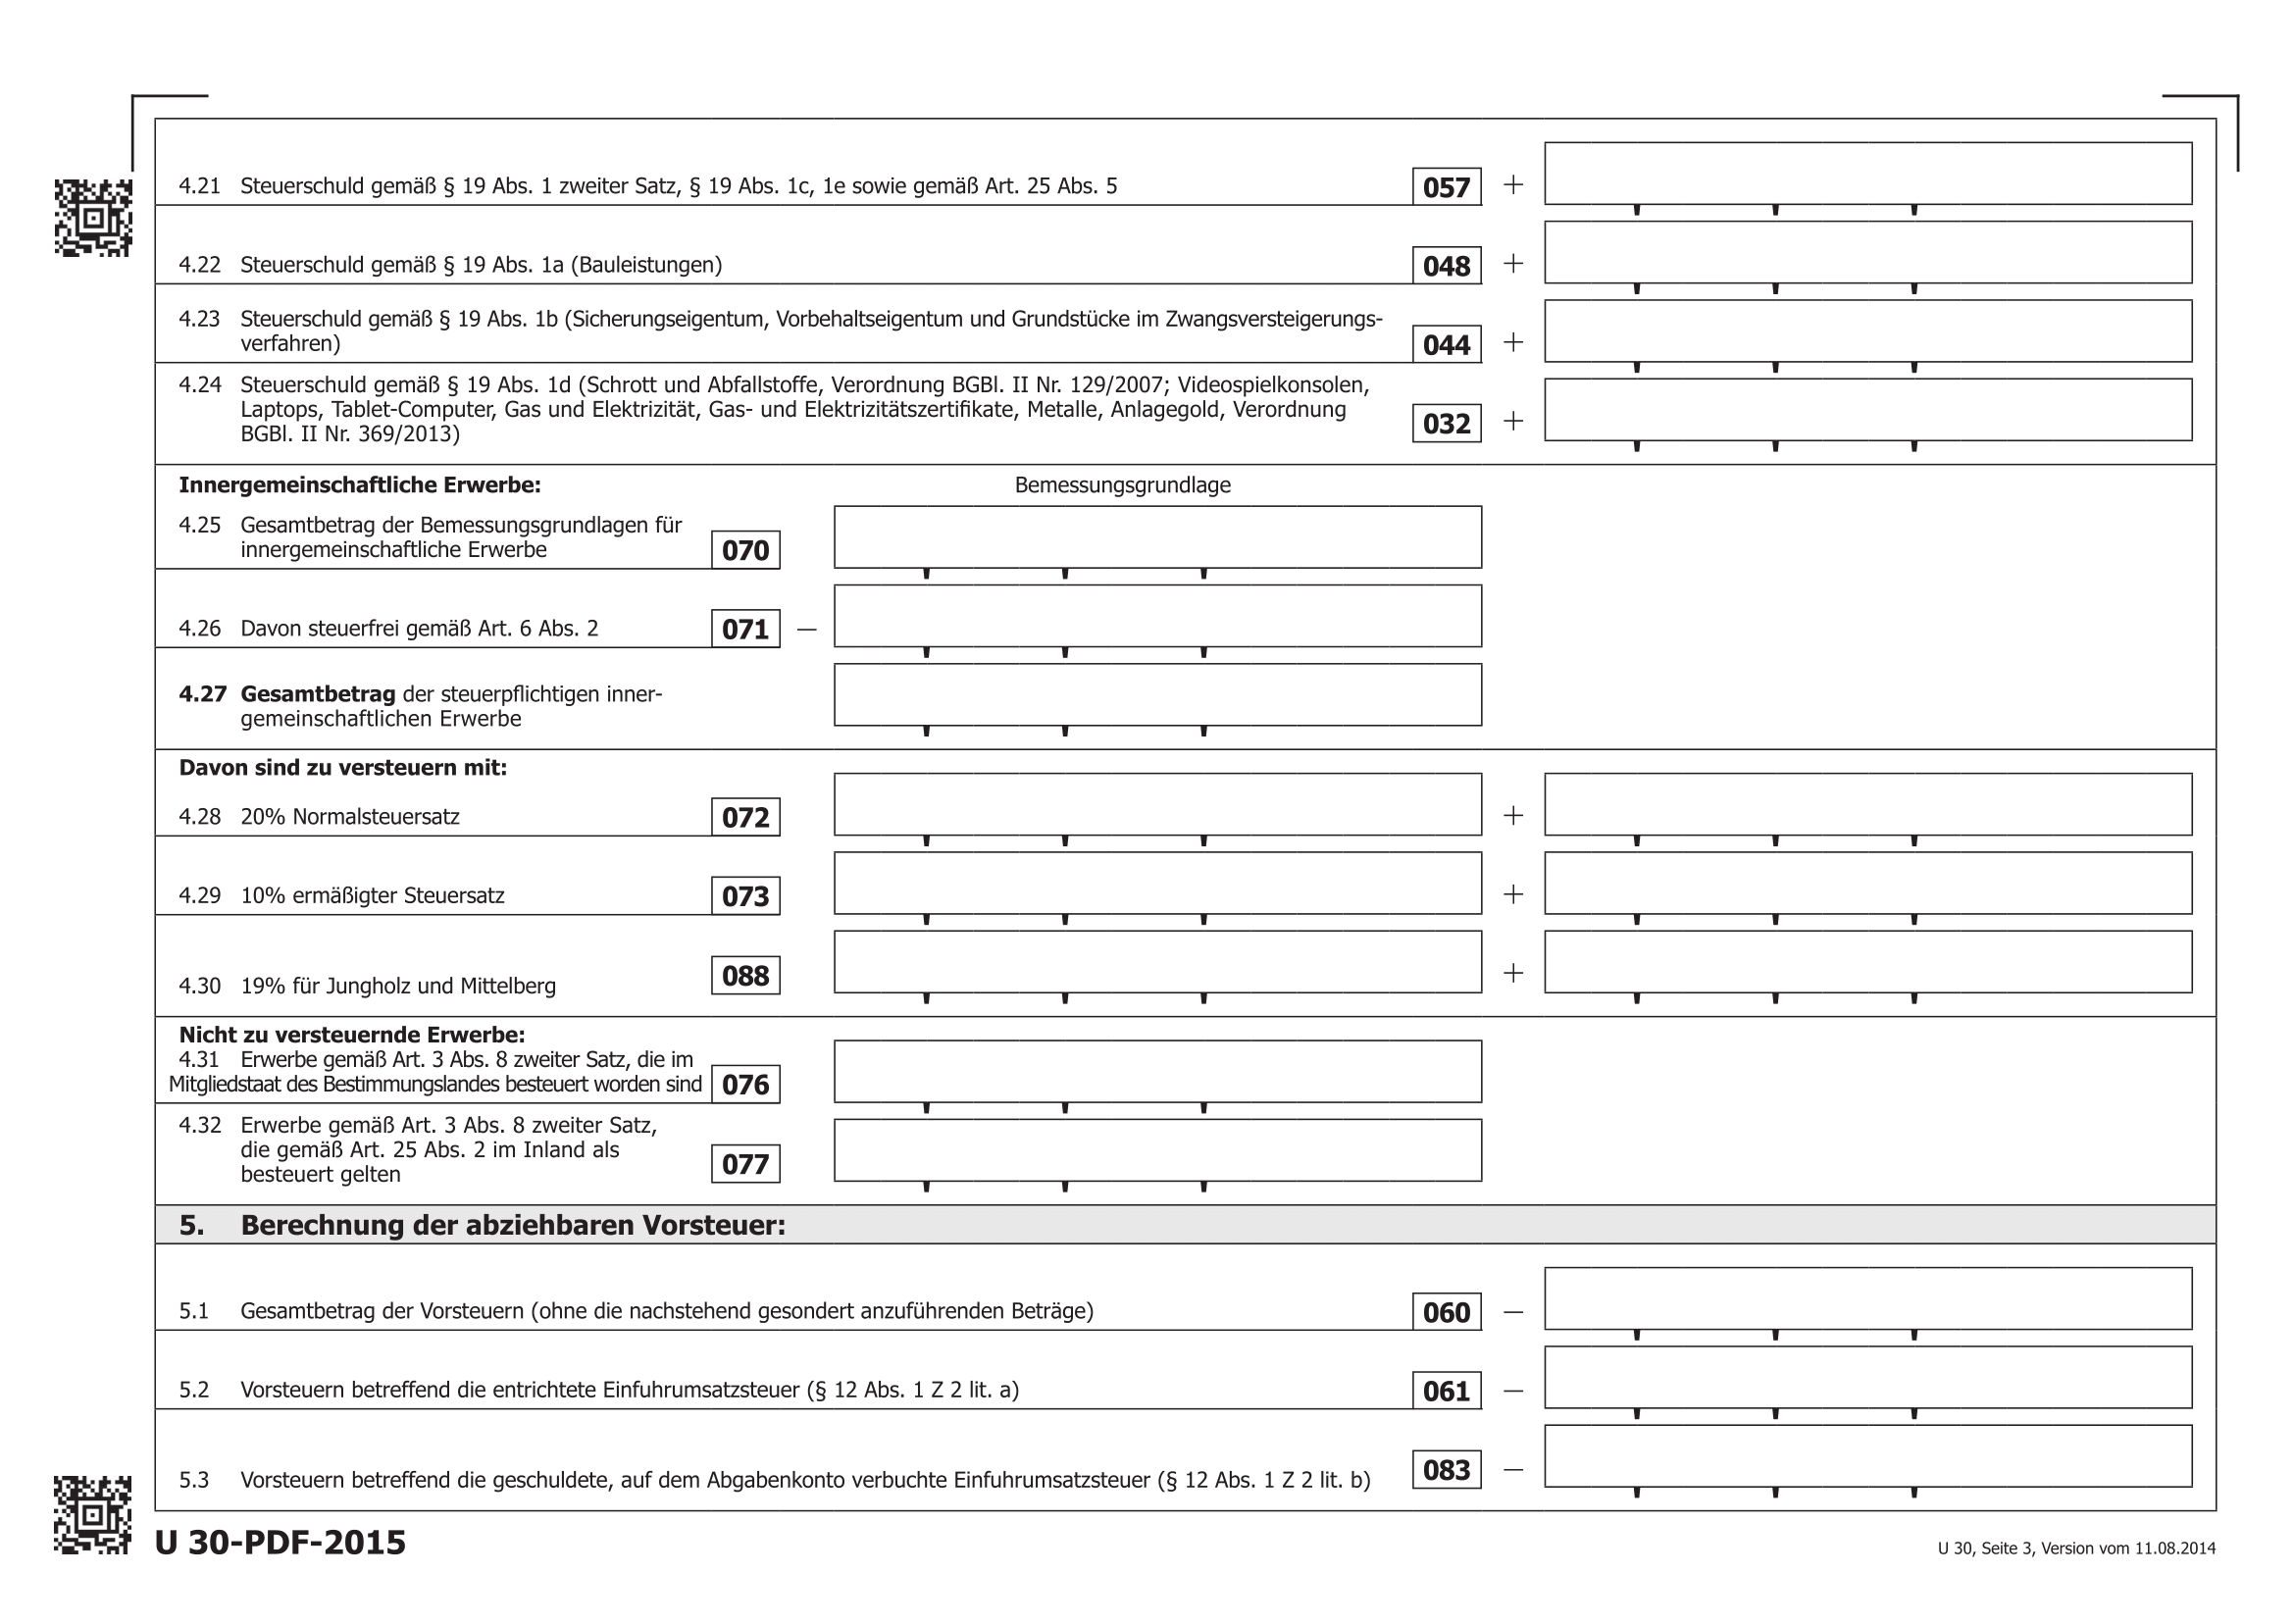 4.21 Steuerschuld gemäß § 19 Abs. 1 zweiter Satz, § 19 Abs. 1c, 1e sowie gemäß Art. 25 Abs. 5 057 +
4.22 Steuerschuld gemäß § 19 Abs. 1a (Bauleistungen) 048 +
4.23 Steuerschuld gemäß § 19 Abs. 1b (Sicherungseigentum, Vorbehaltseigentum und Grundstücke im Zwangsversteigerungs-
verfahren) 044 +
4.24 Steuerschuld gemäß § 19 Abs. 1d (Schrott und Abfallstoffe, Verordnung BGBl. II Nr. 129/2007; Videospielkonsolen,
Laptops, Tablet-Computer, Gas und Elektrizität, Gas- und Elektrizitätszertifikate, Metalle, Anlagegold, Verordnung
BGBl. II Nr. 369/2013) 032 +
Innergemeinschaftliche Erwerbe: Bemessungsgrundlage
4.25 Gesamtbetrag der Bemessungsgrundlagen für
innergemeinschaftliche Erwerbe 070
4.26 Davon steuerfrei gemäß Art. 6 Abs. 2 071 –
4.27 Gesamtbetrag der steuerpflichtigen inner-
gemeinschaftlichen Erwerbe
Davon sind zu versteuern mit:
4.28 20% Normalsteuersatz 072 +
4.29 10% ermäßigter Steuersatz 073 +
4.30 19% für Jungholz und Mittelberg 088 +
Nicht zu versteuernde Erwerbe:
4.31 Erwerbe gemäß Art. 3 Abs. 8 zweiter Satz, die im
Mitgliedstaat des Bestimmungslandes besteuert worden sind 076
4.32 Erwerbe gemäß Art. 3 Abs. 8 zweiter Satz,
die gemäß Art. 25 Abs. 2 im Inland als
besteuert gelten 077
5. Berechnung der abziehbaren Vorsteuer:
5.1 Gesamtbetrag der Vorsteuern (ohne die nachstehend gesondert anzuführenden Beträge) 060 –
5.2 Vorsteuern betreffend die entrichtete Einfuhrumsatzsteuer (§ 12 Abs. 1 Z 2 lit. a) 061 –
5.3 Vorsteuern betreffend die geschuldete, auf dem Abgabenkonto verbuchte Einfuhrumsatzsteuer (§ 12 Abs. 1 Z 2 lit. b) 083 –
U 30-PDF-2015
U 30, Seite 3, Version vom 11.08.2014